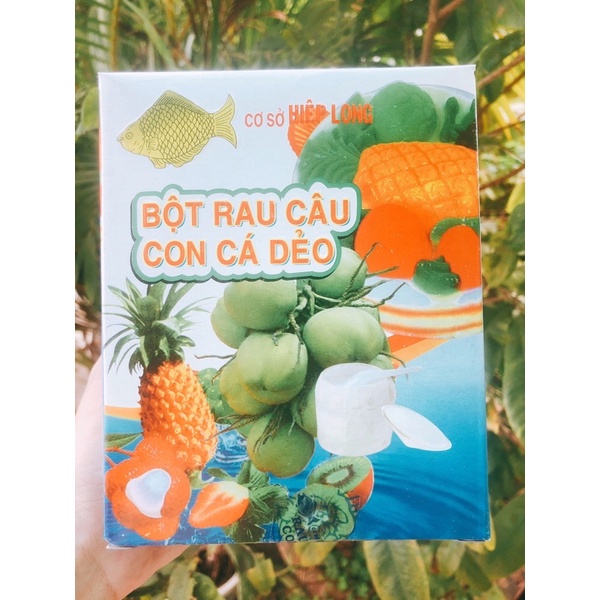 CƠ SỞ HIỆP LONG
BỘT RAU CÂU
CON CÁ DẺO